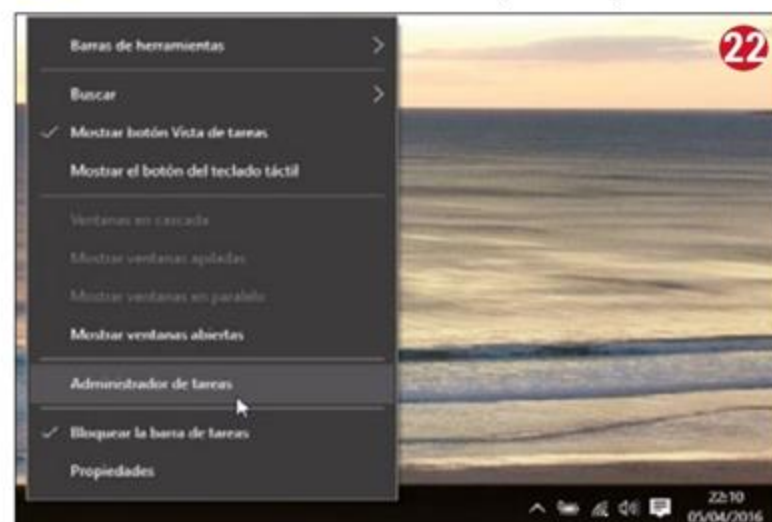 22
Barras de herramientas
Buscar
Mostrar botón Vista de tareas
Mostrar el botón del teclado táctil
Ventanas en cascada
Mostrar ventanas apiladas
Mostrar ventanas en paralelo
Mostrar ventanas abiertas
Administrador de tareas
Bloquear la barra de tareas
Propiedades
22:10
05/04/2016